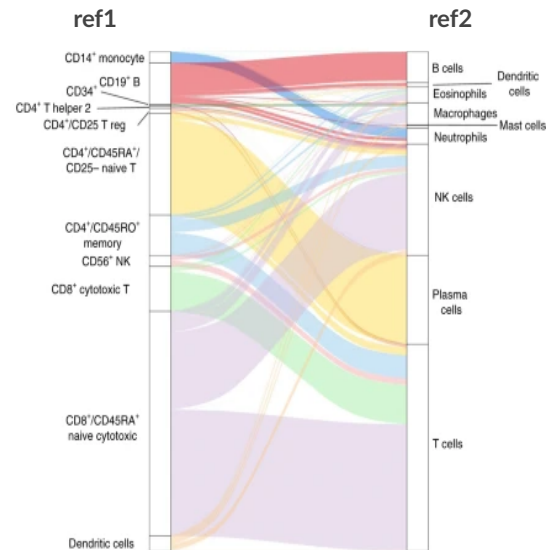 ref1
ref2
CD14⁺ monocyte
CD19⁺ B
CD34⁺
CD4⁺ T helper 2
CD4⁺/CD25 T reg
CD4⁺/CD45RA⁺/
CD25– naive T
CD4⁺/CD45RO⁺
memory
CD56⁺ NK
CD8⁺ cytotoxic T
CD8⁺/CD45RA⁺
naive cytotoxic
Dendritic cells
B cells
Dendritic
cells
Eosinophils
Macrophages
Mast cells
Neutrophils
NK cells
Plasma
cells
T cells